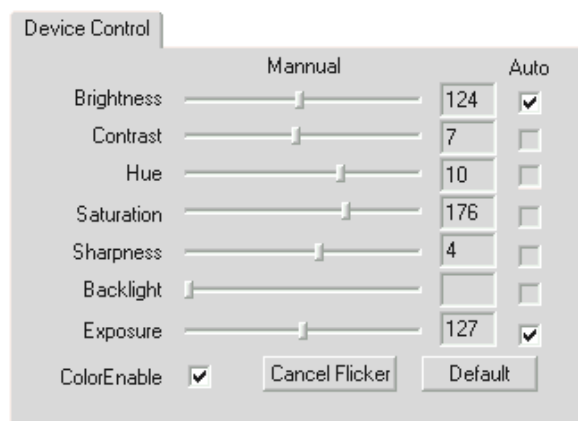 Device Control
Mannual Auto
Brightness 124
Contrast 7
Hue 10
Saturation 176
Sharpness 4
Backlight
Exposure 127
ColorEnable Cancel Flicker Default